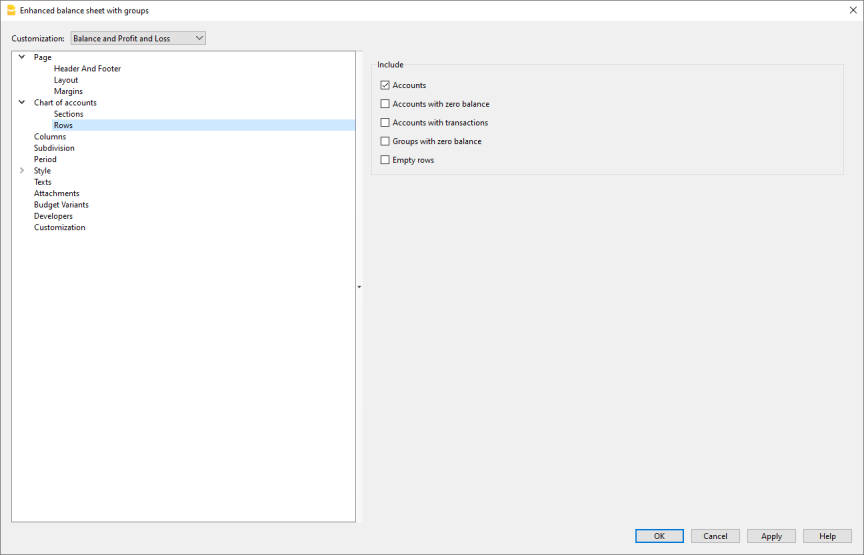 Enhanced balance sheet with groups
Customization: Balance and Profit and Loss
Page
Header And Footer
Layout
Margins
Chart of accounts
Sections
Rows
Columns
Subdivision
Period
Style
Texts
Attachments
Budget Variants
Developers
Customization
Include
Accounts
Accounts with zero balance
Accounts with transactions
Groups with zero balance
Empty rows
OK Cancel Apply Help